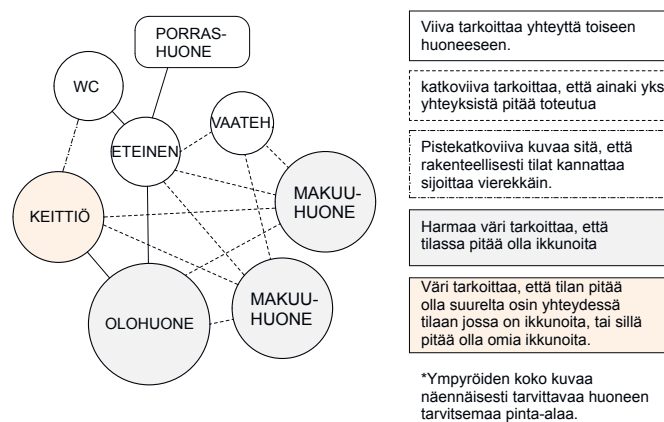 PORRAS-
HUONE
WC
ETEINEN
VAATEH.
KEITTIÖ
MAKUU-
HUONE
MAKUU-
HUONE
OLOHUONE
Viiva tarkoittaa yhteyttä toiseen
huoneeseen.
katkoviiva tarkoittaa, että ainaki yks
yhteyksistä pitää toteutua
Pistekatkoviiva kuvaa sitä, että
rakenteellisesti tilat kannattaa
sijoittaa vierekkäin.
Harmaa väri tarkoittaa, että
tilassa pitää olla ikkunoita
Väri tarkoittaa, että tilan pitää
olla suurelta osin yhteydessä
tilaan jossa on ikkunoita, tai sillä
pitää olla omia ikkunoita.
*Ympyröiden koko kuvaa
näennäisesti tarvittavaa huoneen
tarvitsemaa pinta-alaa.